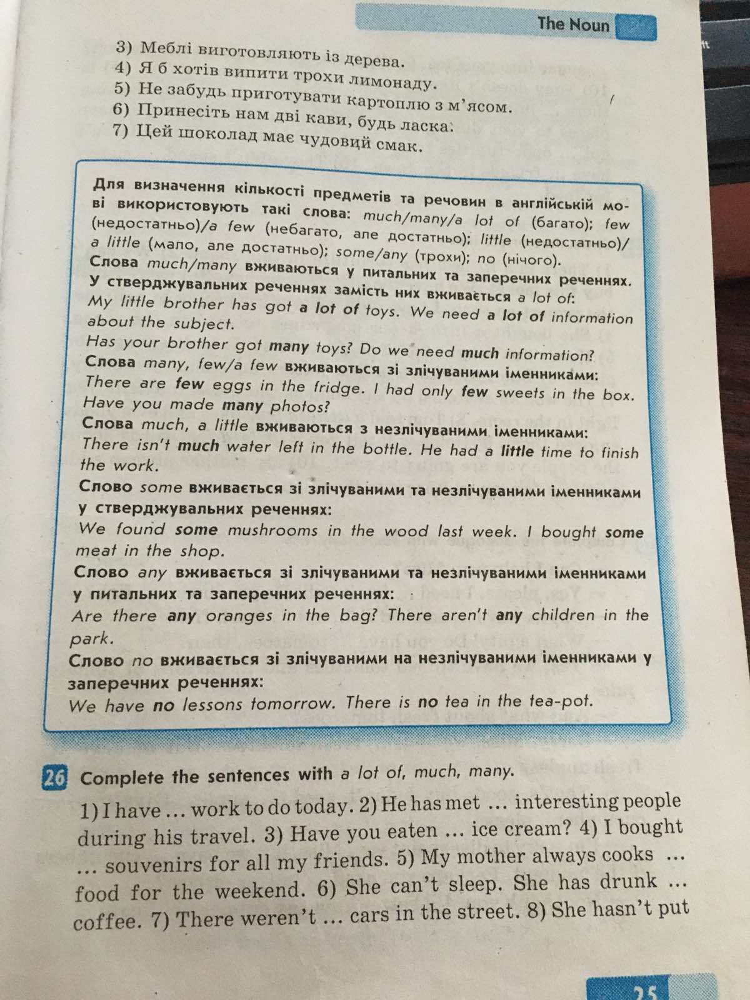 The Noun
3) Меблі виготовляють із дерева.
4) Я б хотів випити трохи лимонаду.
5) Не забудь приготувати картоплю з м’ясом.
6) Принесіть нам дві кави, будь ласка.
7) Цей шоколад має чудовий смак.
Для визначення кількості предметів та речовин в англійській мо-
ві використовують такі слова: much/many/a lot of (багато); few
(недостатньо)/a few (небагато, але достатньо); little (недостатньо)/
a little (мало, але достатньо); some/any (трохи); no (нічого).
Слова much/many вживаються у питальних та заперечних реченнях.
У стверджувальних реченнях замість них вживається a lot of:
My little brother has got a lot of toys. We need a lot of information
about the subject.
Has your brother got many toys? Do we need much information?
Слова many, few/a few вживаються зі злічуваними іменниками:
There are few eggs in the fridge. I had only few sweets in the box.
Have you made many photos?
Слова much, a little вживаються з незлічуваними іменниками:
There isn’t much water left in the bottle. He had a little time to finish
the work.
Слово some вживається зі злічуваними та незлічуваними іменниками
у стверджувальних реченнях:
We found some mushrooms in the wood last week. I bought some
meat in the shop.
Слово any вживається зі злічуваними та незлічуваними іменниками
у питальних та заперечних реченнях:
Are there any oranges in the bag? There aren’t any children in the
park.
Слово no вживається зі злічуваними на незлічуваними іменниками у
заперечних реченнях:
We have no lessons tomorrow. There is no tea in the tea-pot.
26 Complete the sentences with a lot of, much, many.
1) I have ... work to do today. 2) He has met ... interesting people
during his travel. 3) Have you eaten ... ice cream? 4) I bought
... souvenirs for all my friends. 5) My mother always cooks ...
food for the weekend. 6) She can’t sleep. She has drunk ...
coffee. 7) There weren’t ... cars in the street. 8) She hasn’t put
25